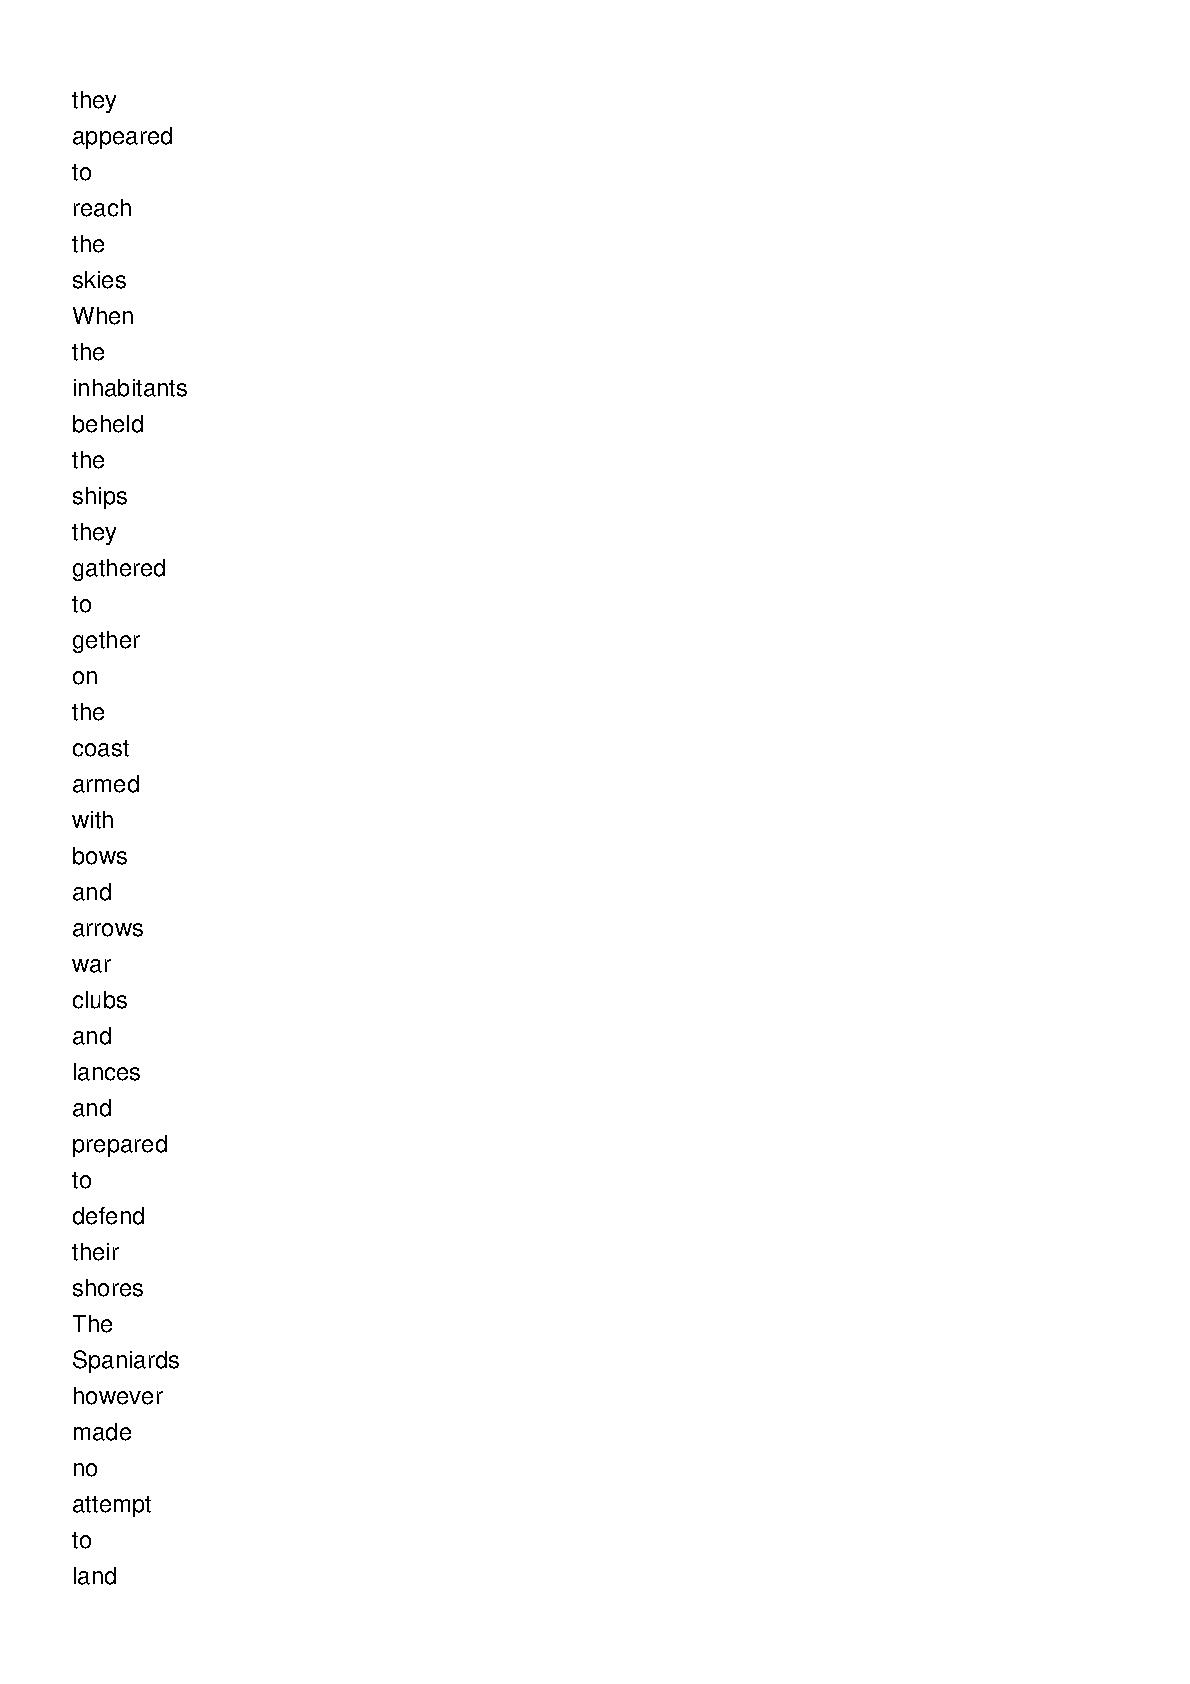 they
appeared
to
reach
the
skies
When
the
inhabitants
beheld
the
ships
they
gathered
to
gether
on
the
coast
armed
with
bows
and
arrows
war
clubs
and
lances
and
prepared
to
defend
their
shores
The
Spaniards
however
made
no
attempt
to
land